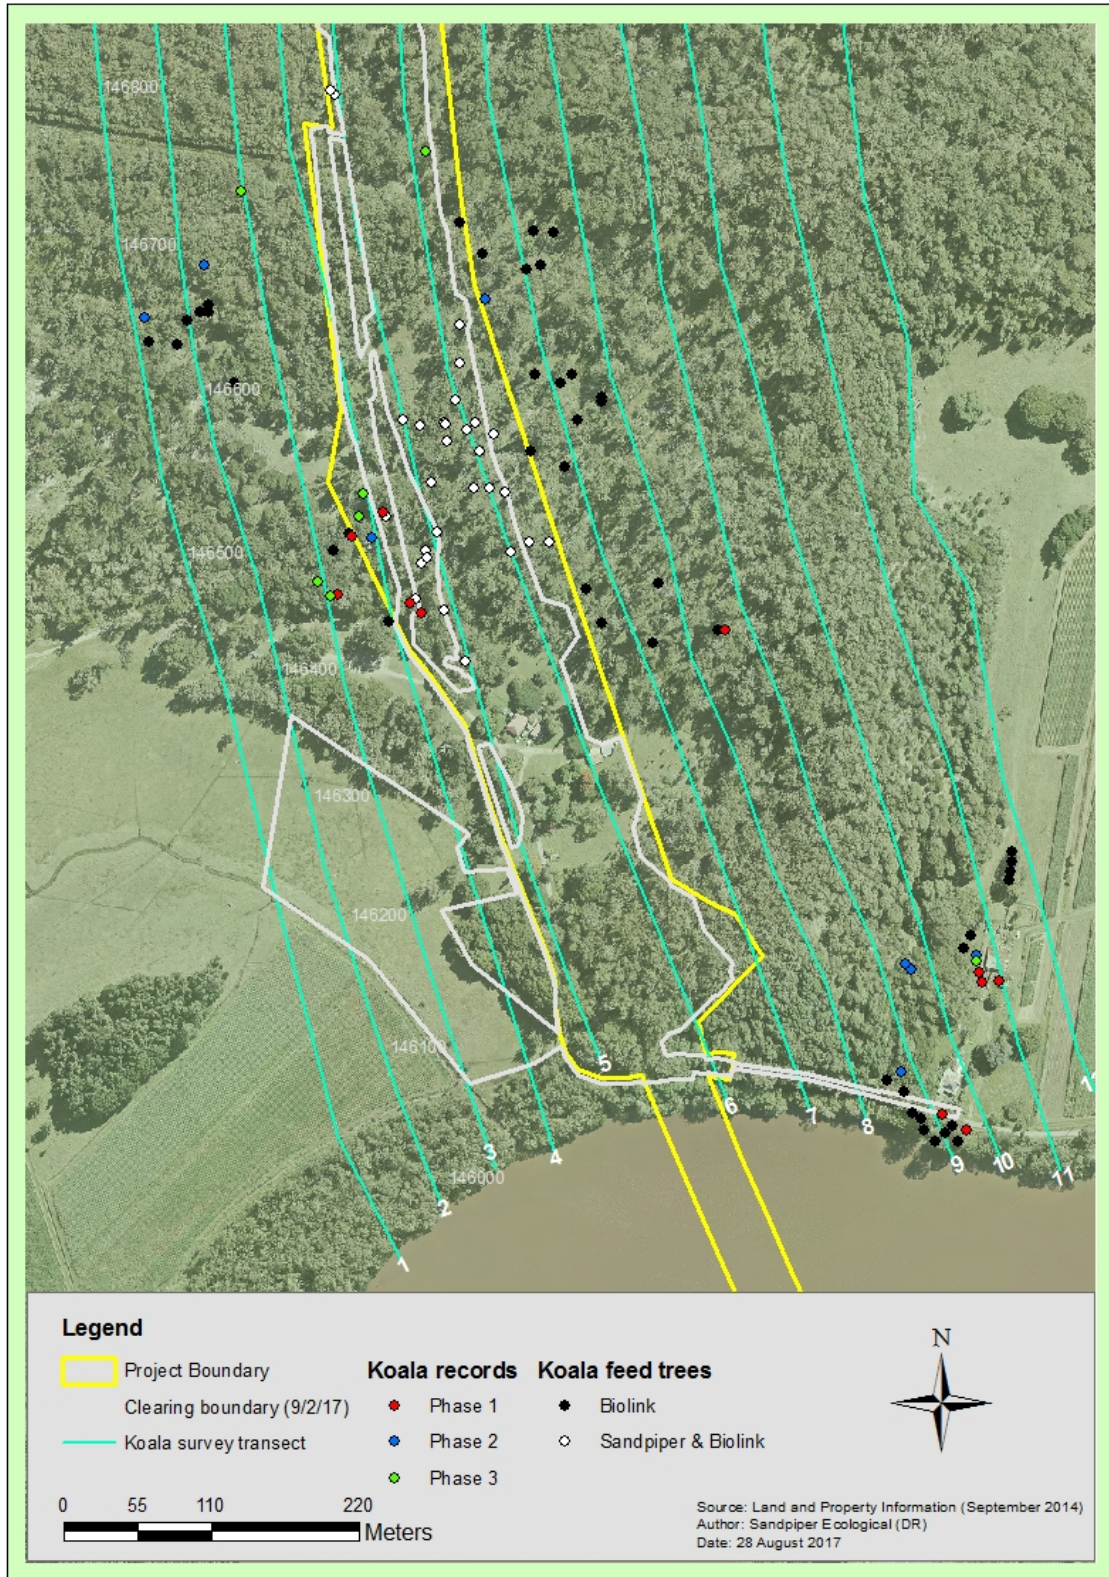 146800
146700
146600
146500
146400
146300
146200
146100
146000
1
2
3
4
5
6
7
8
9
10
11
Legend
Project Boundary
Clearing boundary (9/2/17)
Koala survey transect
Koala records
Phase 1
Phase 2
Phase 3
Koala feed trees
Biolink
Sandpiper & Biolink
N
0 55 110 220
Meters
Source: Land and Property Information (September 2014)
Author: Sandpiper Ecological (DR)
Date: 28 August 2017